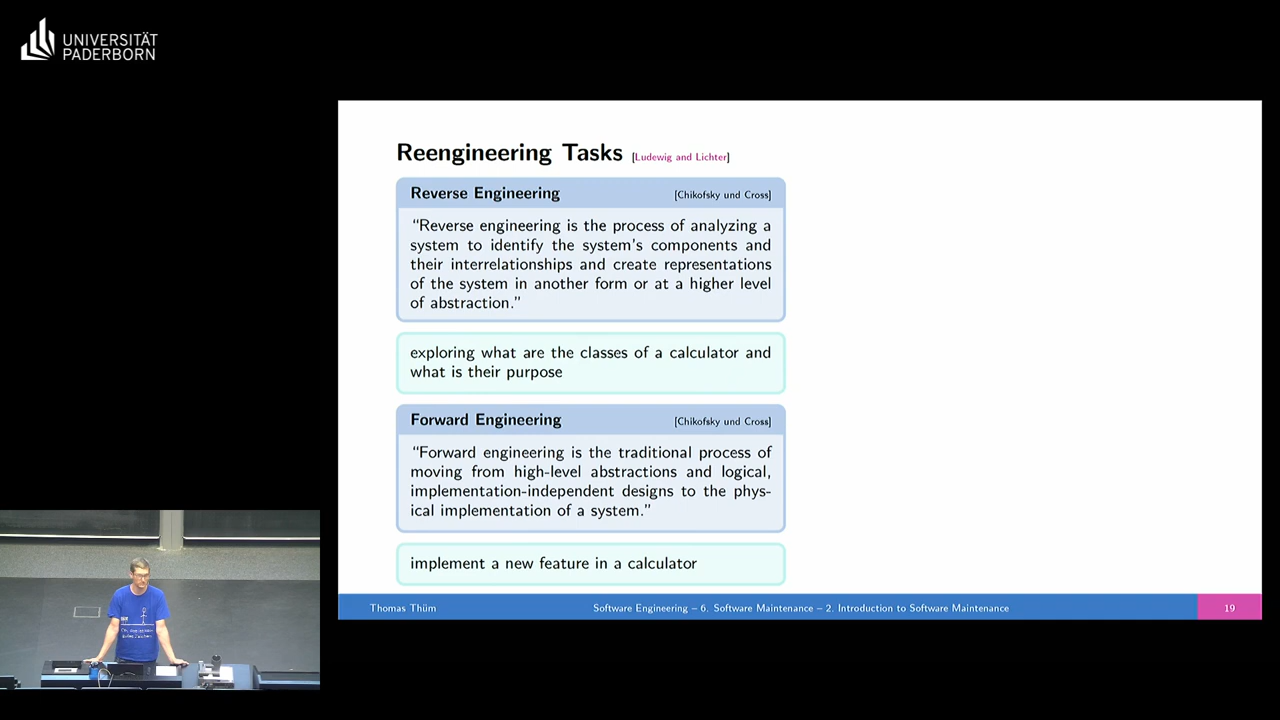 UNIVERSITÄT
PADERBORN
Reengineering Tasks [Ludewig and Lichter]
Reverse Engineering [Chikofsky und Cross]
“Reverse engineering is the process of analyzing a
system to identify the system's components and
their interrelationships and create representations
of the system in another form or at a higher level
of abstraction.”
exploring what are the classes of a calculator and
what is their purpose
Forward Engineering [Chikofsky und Cross]
“Forward engineering is the traditional process of
moving from high-level abstractions and logical,
implementation-independent designs to the phys-
ical implementation of a system.”
implement a new feature in a calculator
Thomas Thüm Software Engineering – 6. Software Maintenance – 2. Introduction to Software Maintenance 19